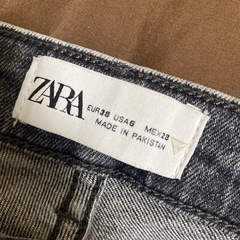 ZARA
EUR 38 USA 6 MEX 28
MADE IN PAKISTAN